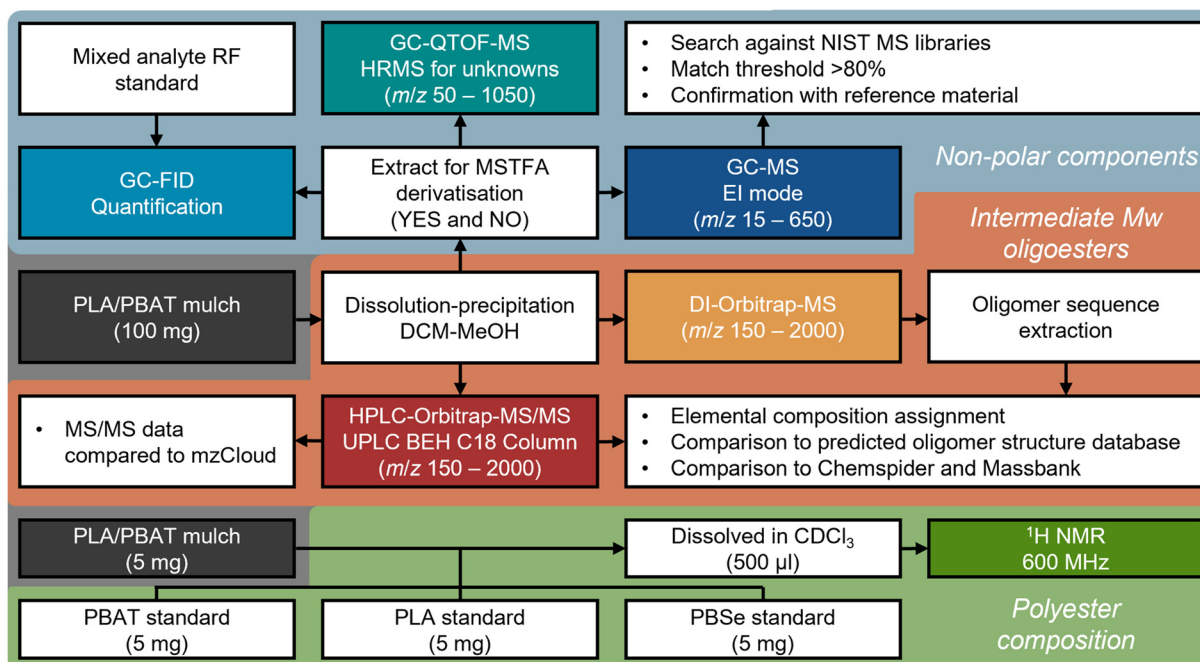 Mixed analyte RF
standard
GC-QTOF-MS
HRMS for unknowns
(m/z 50 – 1050)
• Search against NIST MS libraries
• Match threshold >80%
• Confirmation with reference material
GC-FID
Quantification
Extract for MSTFA
derivatisation
(YES and NO)
GC-MS
EI mode
(m/z 15 – 650)
Non-polar components
Intermediate Mw
oligoesters
PLA/PBAT mulch
(100 mg)
Dissolution-precipitation
DCM-MeOH
DI-Orbitrap-MS
(m/z 150 – 2000)
Oligomer sequence
extraction
• MS/MS data
compared to mzCloud
HPLC-Orbitrap-MS/MS
UPLC BEH C18 Column
(m/z 150 – 2000)
• Elemental composition assignment
• Comparison to predicted oligomer structure database
• Comparison to Chemspider and Massbank
PLA/PBAT mulch
(5 mg)
Dissolved in CDCl₃
(500 µl)
¹H NMR
600 MHz
PBAT standard
(5 mg)
PLA standard
(5 mg)
PBSe standard
(5 mg)
Polyester
composition